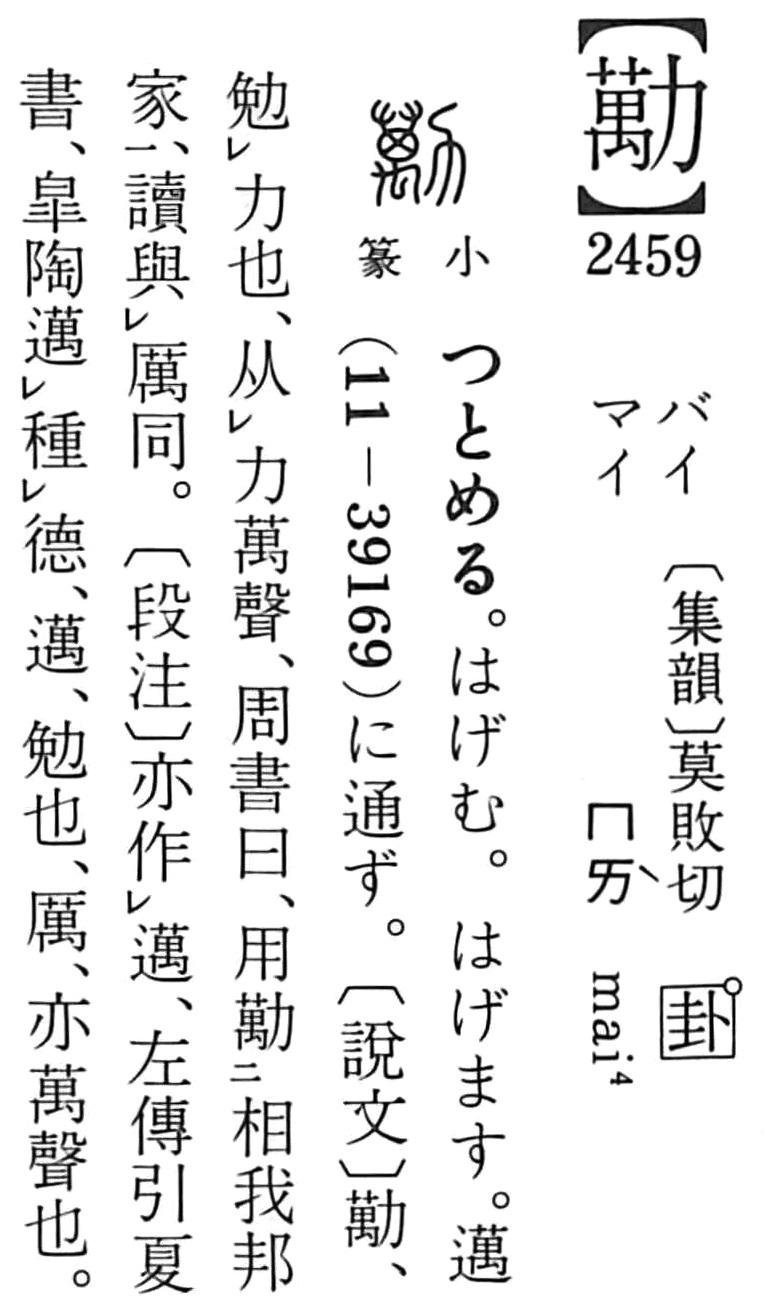 【勱】2459
バイ
マイ
〔集韻〕莫敗切 卦
ㄇㄞˋ mai⁴
小篆
つとめる。はげむ。はげます。邁
(11－39169)に通ず。〔說文〕勱、
勉㆑力也、从㆑力萬聲、周書曰、用勱㆓相我邦
家㆒、讀與㆑厲同。〔段注〕亦作㆑邁、左傳引夏
書、皐陶邁㆑種㆑德、邁、勉也、厲、亦萬聲也。